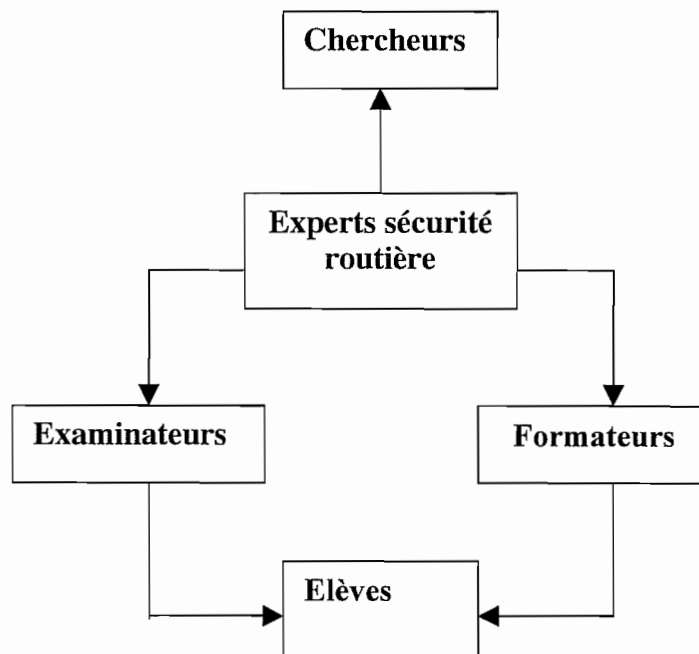 Chercheurs
Experts sécurité
routière
Examinateurs
Formateurs
Elèves